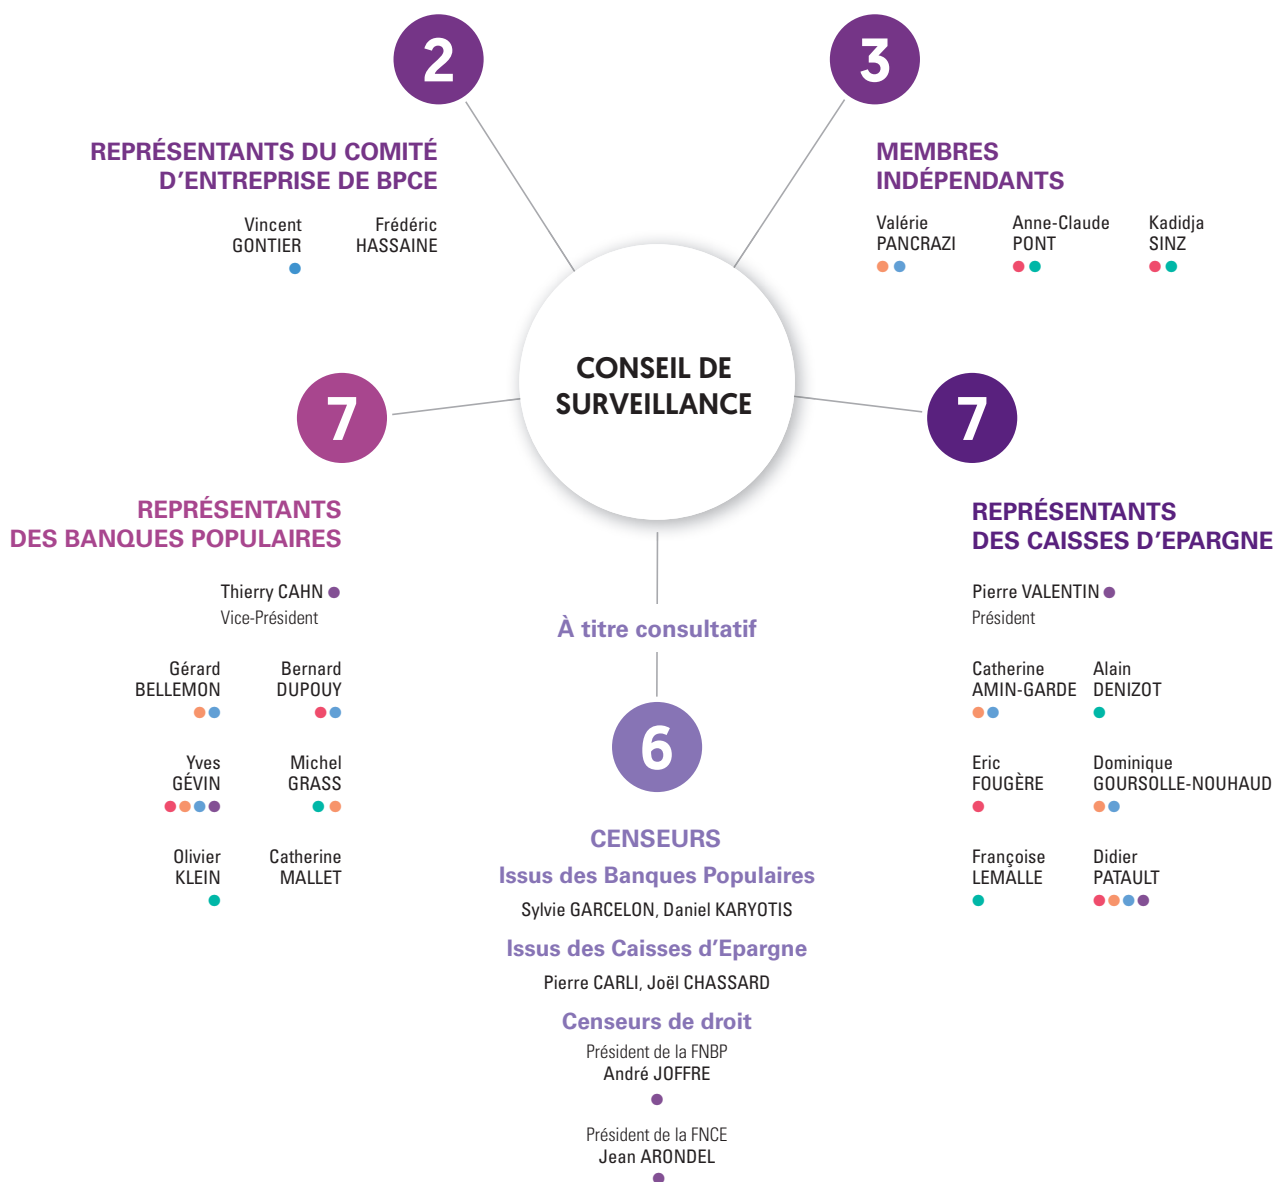 2
REPRÉSENTANTS DU COMITÉ
D’ENTREPRISE DE BPCE
Vincent
GONTIER
Frédéric
HASSAINE
3
MEMBRES
INDÉPENDANTS
Valérie
PANCRAZI
Anne-Claude
PONT
Kadidja
SINZ
CONSEIL DE
SURVEILLANCE
7
REPRÉSENTANTS
DES BANQUES POPULAIRES
Thierry CAHN
Vice-Président
Gérard
BELLEMON
Bernard
DUPOUY
Yves
GÉVIN
Michel
GRASS
Olivier
KLEIN
Catherine
MALLET
7
REPRÉSENTANTS
DES CAISSES D’EPARGNE
Pierre VALENTIN
Président
Catherine
AMIN-GARDE
Alain
DENIZOT
Eric
FOUGÈRE
Dominique
GOURSOLLE-NOUHAUD
Françoise
LEMALLE
Didier
PATAULT
À titre consultatif
6
CENSEURS
Issus des Banques Populaires
Sylvie GARCELON, Daniel KARYOTIS
Issus des Caisses d’Epargne
Pierre CARLI, Joël CHASSARD
Censeurs de droit
Président de la FNBP
André JOFFRE
Président de la FNCE
Jean ARONDEL